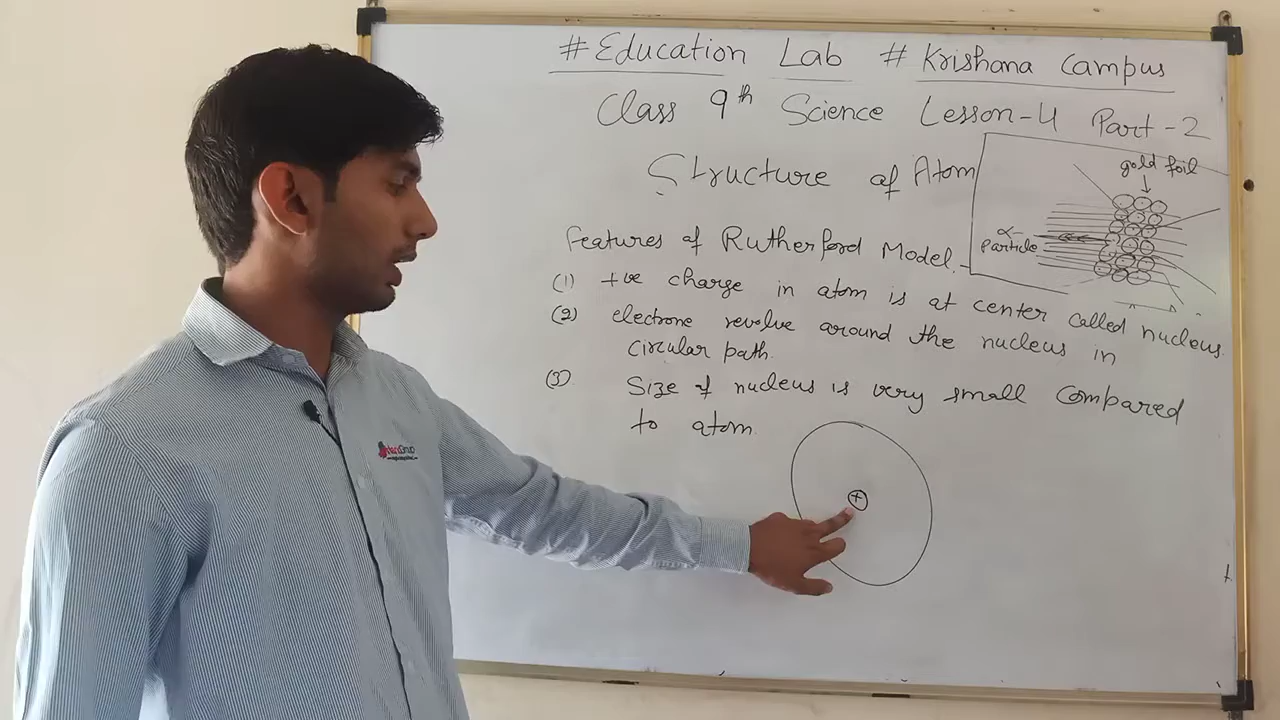 # Education Lab # Krishana Campus
Class 9th Science Lesson-4 Part-2
Structure of Atom
gold foil
α-
Particle
Features of Rutherford Model.
(1) +ve charge in atom is at center called nucleus.
(2) electrone revolve around the nucleus in
circular path.
(3) Size of nucleus is very small compared
to atom.
+